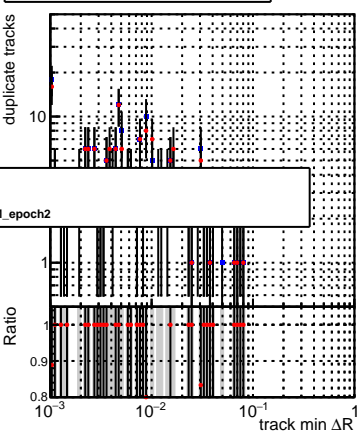 duplicate tracks
10
l_epoch2
1
Ratio
1
0.9
0.8
10⁻³ 10⁻² 10⁻¹ 1
track min ΔR